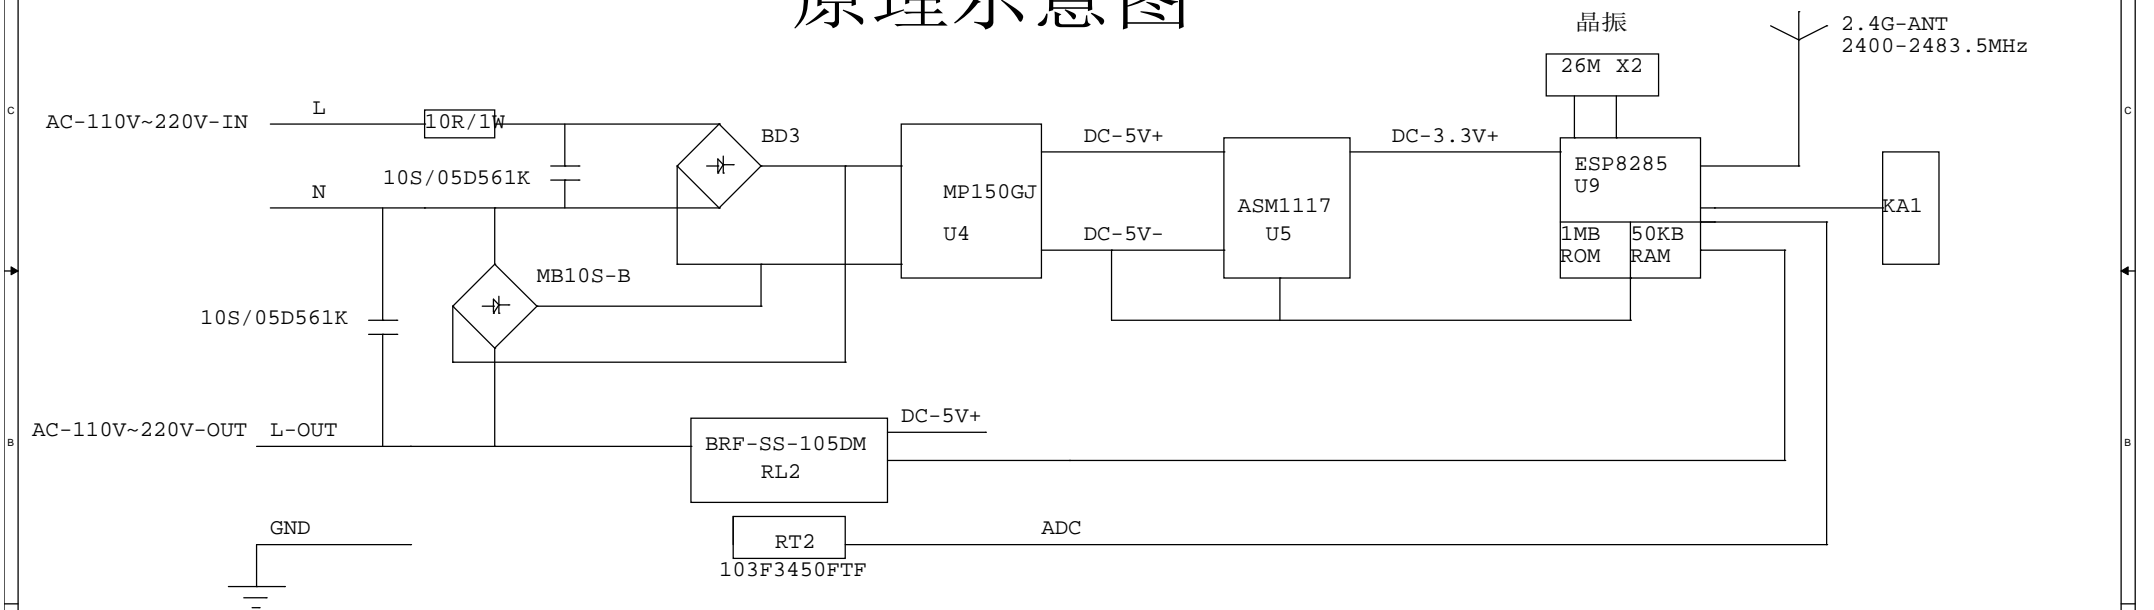 原理示意图
晶振
2.4G-ANT
2400-2483.5MHz
26M X2
C
C
AC-110V~220V-IN
L
10R/1W
BD3
DC-5V+
DC-3.3V+
ESP8285
U9
10S/05D561K
N
MP150GJ
U4
ASM1117
U5
KA1
DC-5V-
1MB
ROM
50KB
RAM
MB10S-B
10S/05D561K
AC-110V~220V-OUT
L-OUT
DC-5V+
B
B
BRF-SS-105DM
RL2
GND
RT2
ADC
103F3450FTF